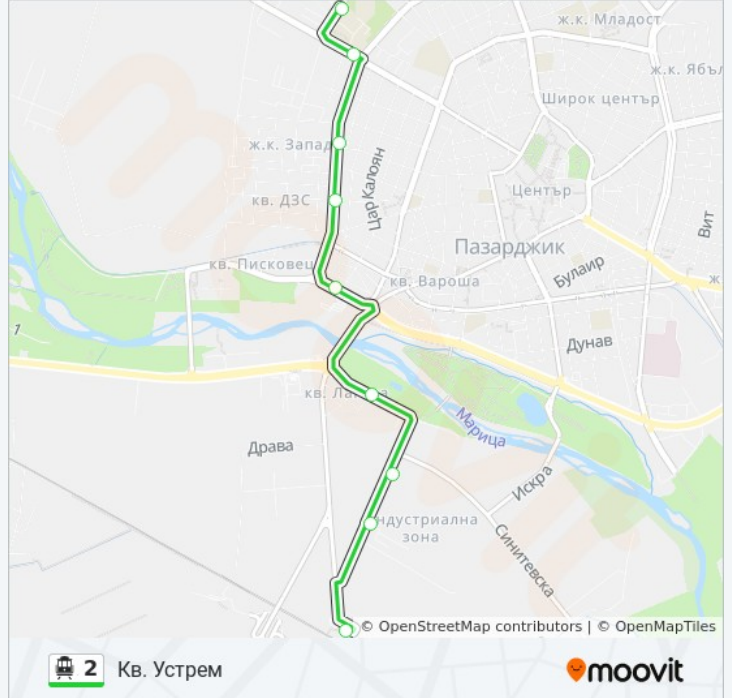 ж.к. Младост
ж.к. Ябъл
Широк център
ж.к. Запад
Цар Калоян
Център
кв. ДЗС
Вит
Пазарджик
кв. Писковец
Булаир
кв. Вароша
ж
1
Дунав
кв. Ла
Марица
Драва
Искра
ндустриална
зона
Синитевска
© OpenStreetMap contributors | © OpenMapTiles
2 Кв. Устрем
moovit